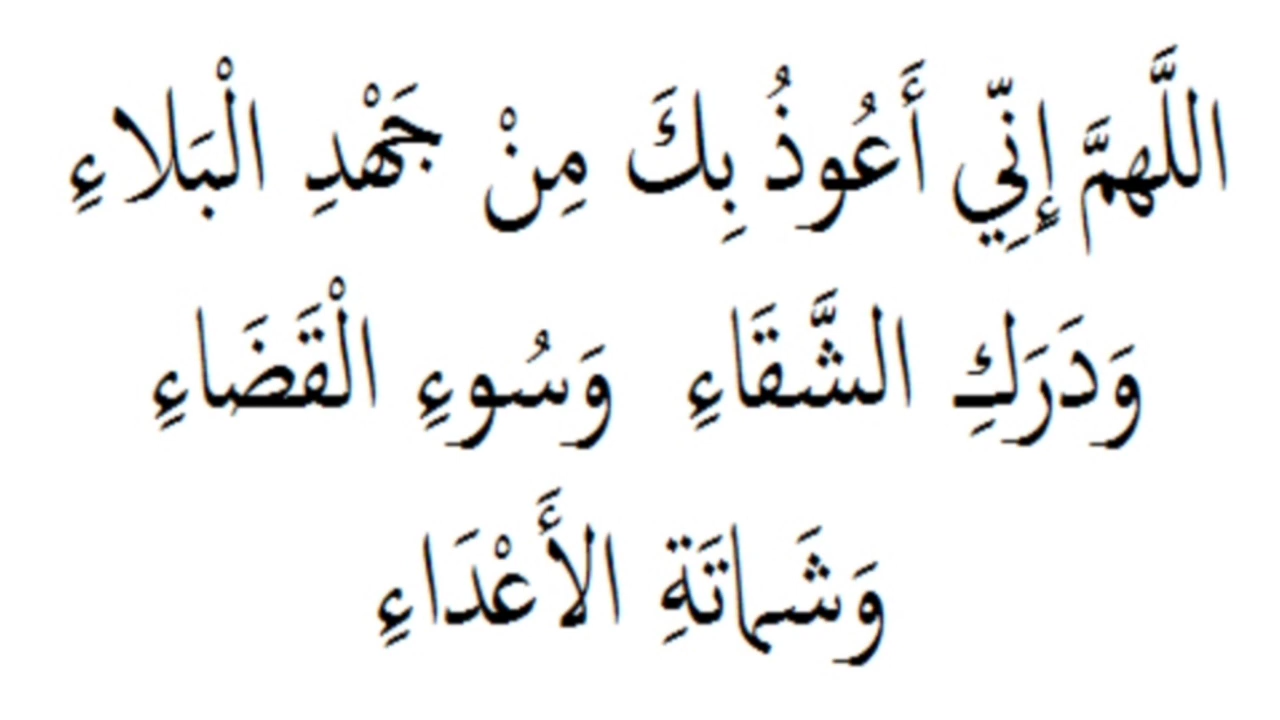 اللَّهمَّ إِنِّي أَعُوذُ بِكَ مِنْ جَهْدِ الْبَلاءِ
وَدَرَكِ الشَّقَاءِ وَسُوءِ الْقَضَاءِ
وَشَماتَةِ الأَعْدَاءِ